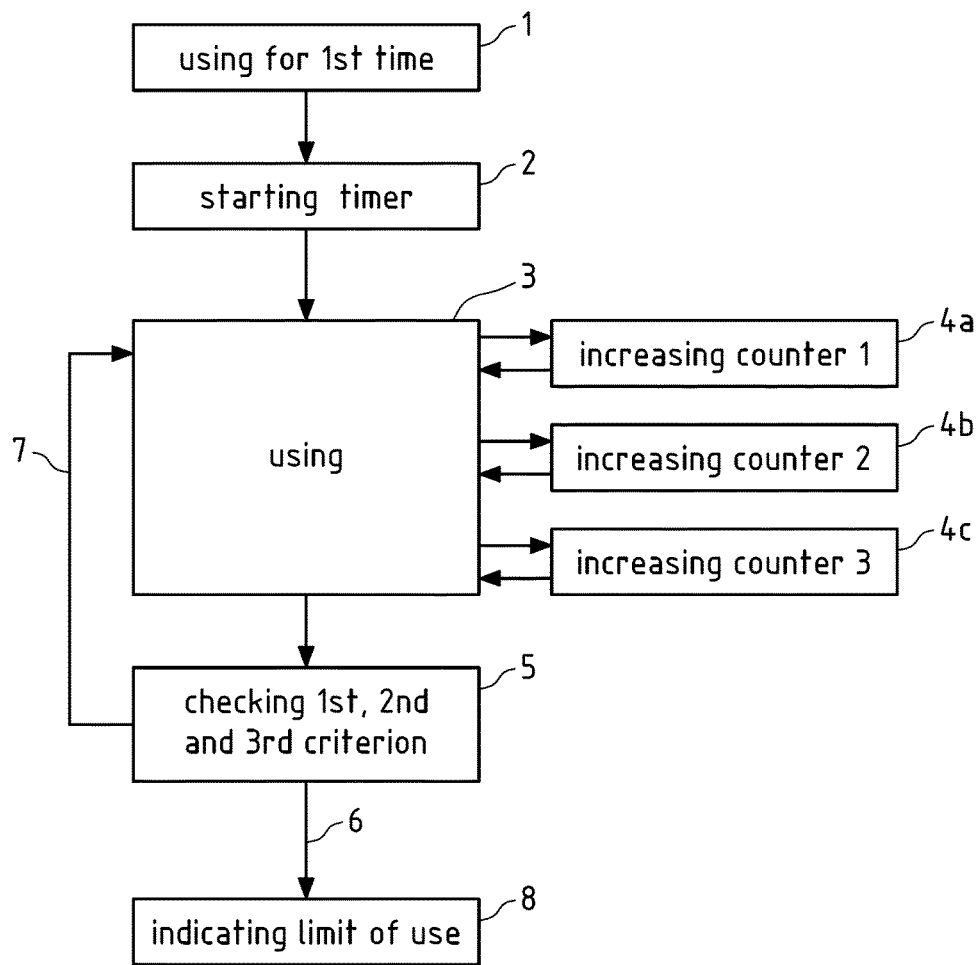 1
using for 1st time
2
starting timer
3
using
4a
increasing counter 1
4b
increasing counter 2
4c
increasing counter 3
7
5
checking 1st, 2nd
and 3rd criterion
6
8
indicating limit of use